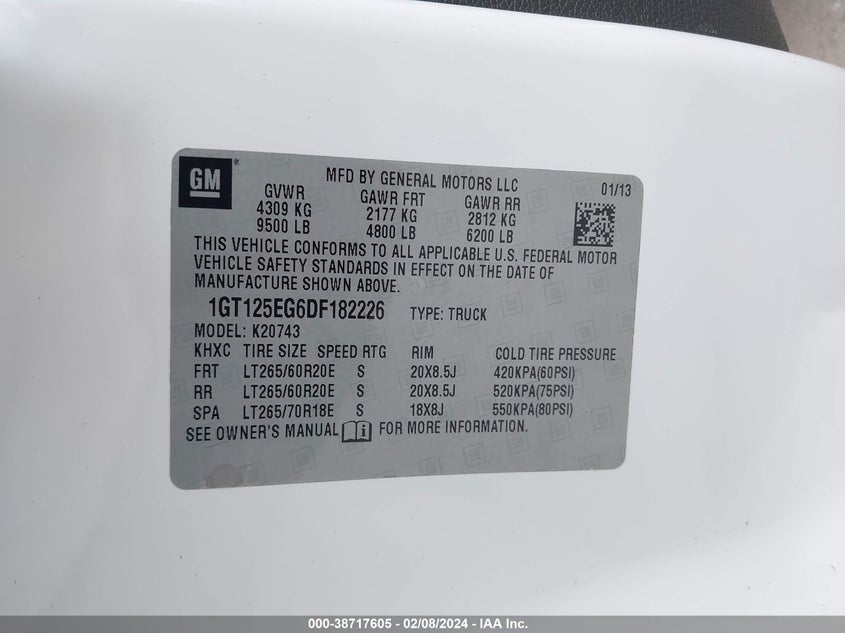 GM®
MFD BY GENERAL MOTORS LLC 01/13
GVWR GAWR FRT GAWR RR
4309 KG 2177 KG 2812 KG
9500 LB 4800 LB 6200 LB
THIS VEHICLE CONFORMS TO ALL APPLICABLE U.S. FEDERAL MOTOR
VEHICLE SAFETY STANDARDS IN EFFECT ON THE DATE OF
MANUFACTURE SHOWN ABOVE.
1GT125EG6DF182226 TYPE: TRUCK
MODEL: K20743
KHXC TIRE SIZE SPEED RTG RIM COLD TIRE PRESSURE
FRT LT265/60R20E S 20X8.5J 420KPA(60PSI)
RR LT265/60R20E S 20X8.5J 520KPA(75PSI)
SPA LT265/70R18E S 18X8J 550KPA(80PSI)
SEE OWNER'S MANUAL i FOR MORE INFORMATION.
000-38717605 - 02/08/2024 - IAA Inc.